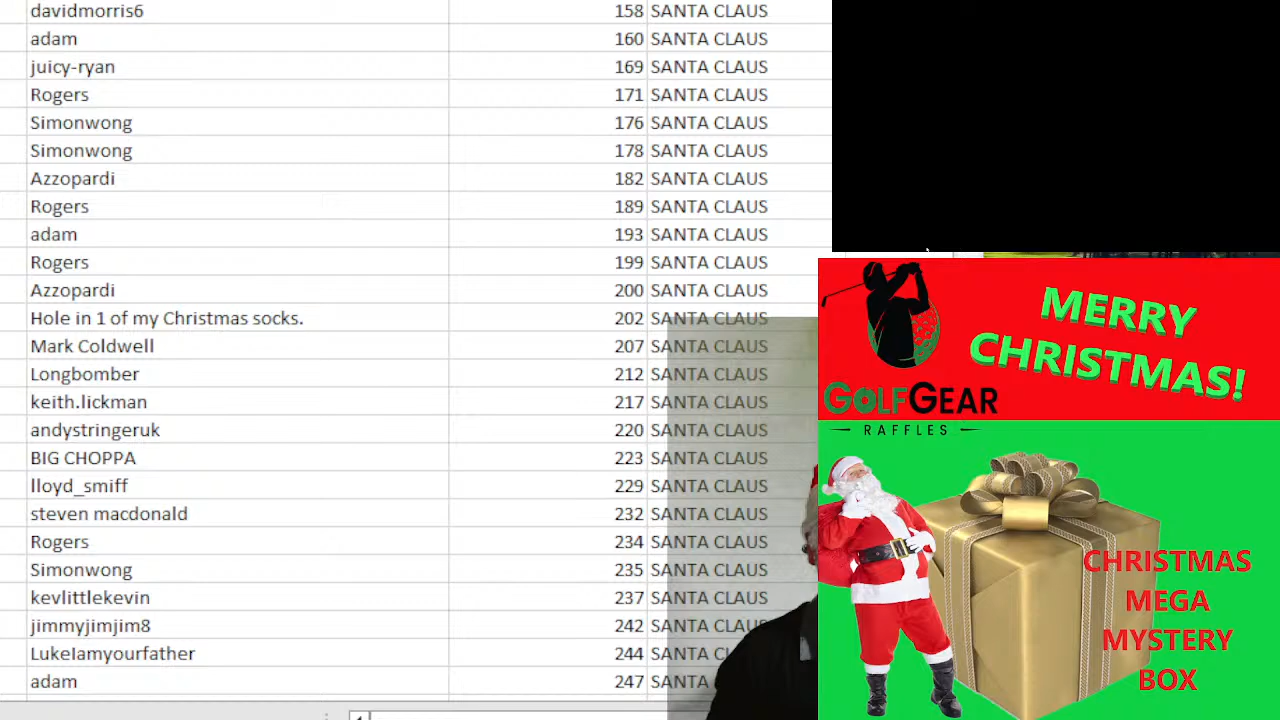 davidmorris6 158 SANTA CLAUS
adam 160 SANTA CLAUS
juicy-ryan 169 SANTA CLAUS
Rogers 171 SANTA CLAUS
Simonwong 176 SANTA CLAUS
Simonwong 178 SANTA CLAUS
Azzopardi 182 SANTA CLAUS
Rogers 189 SANTA CLAUS
adam 193 SANTA CLAUS
Rogers 199 SANTA CLAUS
Azzopardi 200 SANTA CLAUS
Hole in 1 of my Christmas socks. 202 SANTA CLAUS
Mark Coldwell 207 SANTA CLAUS
Longbomber 212 SANTA CLAUS
keith.lickman 217 SANTA CLAUS
andystringeruk 220 SANTA CLAUS
BIG CHOPPA 223 SANTA CLAUS
lloyd_smiff 229 SANTA CLAUS
steven macdonald 232 SANTA CLAUS
Rogers 234 SANTA CLAUS
Simonwong 235 SANTA CLAUS
kevlittlekevin 237 SANTA CLAUS
jimmyjimjim8 242 SANTA CLAUS
LukeIamyourfather 244 SANTA
adam 247 SANTA
MERRY
CHRISTMAS!
GOLFGEAR
RAFFLES
CHRISTMAS
MEGA
MYSTERY
BOX